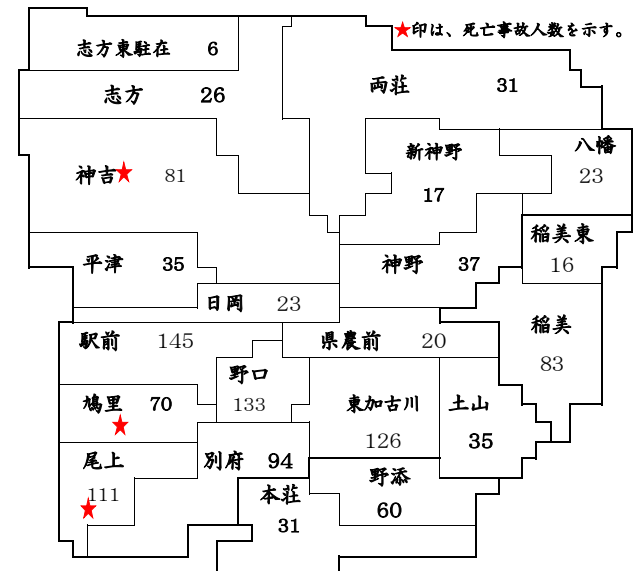 ★印は、死亡事故人数を示す。
志方東駐在 6
志方 26
両荘 31
八幡
23
新神野
17
神吉★ 81
稲美東
16
平津 35
神野 37
日岡 23
稲美
83
駅前 145
県農前 20
野口
133
鳩里 70
★
東加古川
126
土山
35
尾上
111
★
別府 94
野添
60
本荘
31